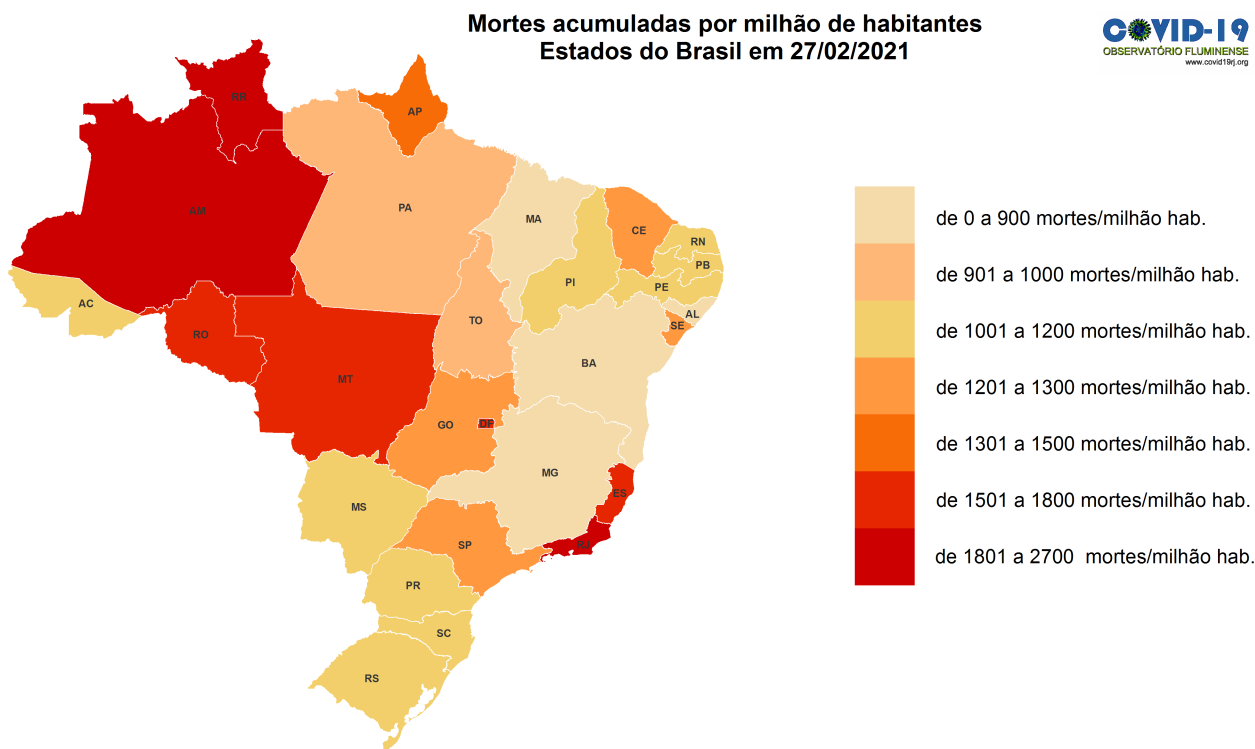 Mortes acumuladas por milhão de habitantes
Estados do Brasil em 27/02/2021
COVID-19
OBSERVATÓRIO FLUMINENSE
www.covid19rj.org
RR
AP
AM
PA
MA
CE
RN
PB
PE
PI
AC
AL
SE
RO
TO
BA
MT
GO
DF
MG
ES
MS
SP
RJ
PR
SC
RS
de 0 a 900 mortes/milhão hab.
de 901 a 1000 mortes/milhão hab.
de 1001 a 1200 mortes/milhão hab.
de 1201 a 1300 mortes/milhão hab.
de 1301 a 1500 mortes/milhão hab.
de 1501 a 1800 mortes/milhão hab.
de 1801 a 2700 mortes/milhão hab.